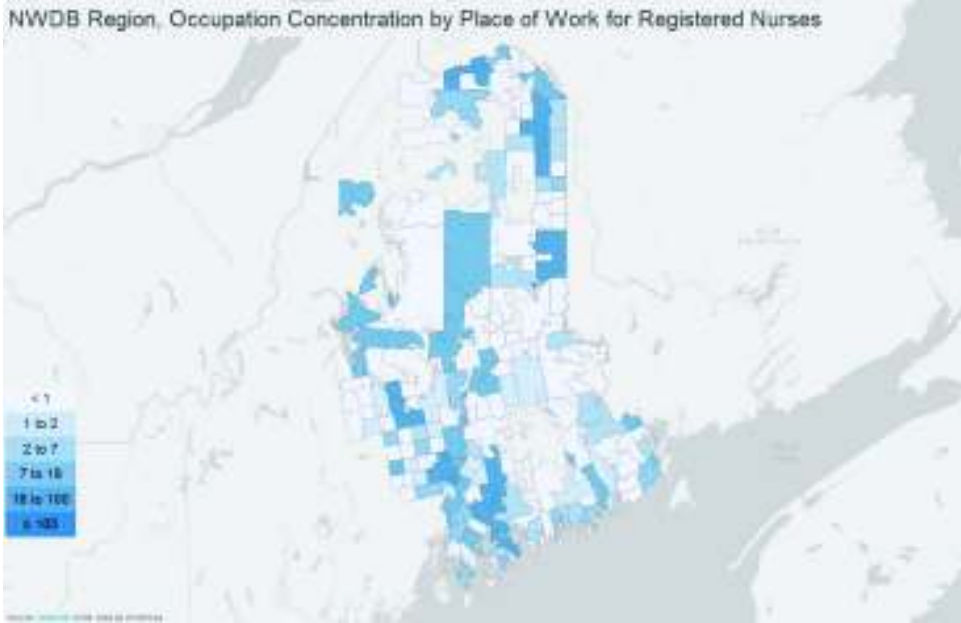 NWDB Region, Occupation Concentration by Place of Work for Registered Nurses
< 1
1 to 2
2 to 7
7 to 18
18 to 100